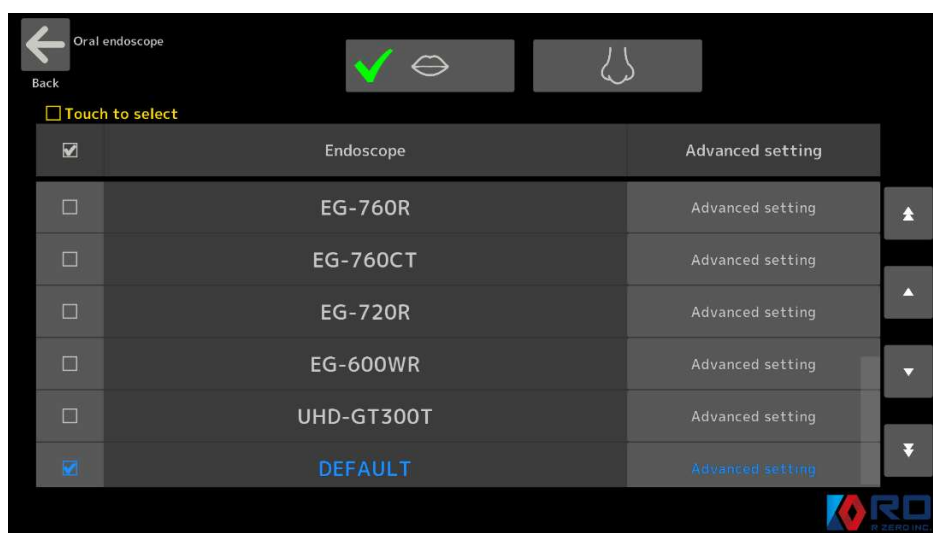 Oral endoscope
Back
Touch to select
Endoscope Advanced setting
EG-760R Advanced setting
EG-760CT Advanced setting
EG-720R Advanced setting
EG-600WR Advanced setting
UHD-GT300T Advanced setting
DEFAULT Advanced setting
RO
R ZERO INC.